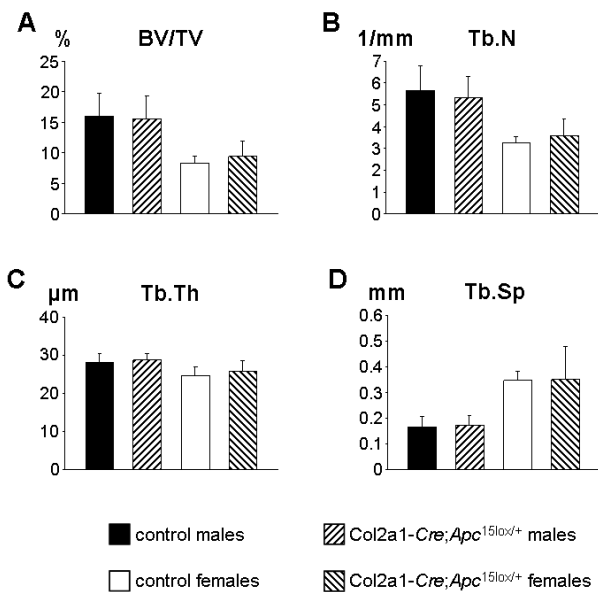 A
BV/TV
%
25
20
15
10
5
0
B
1/mm
Tb.N
7
6
5
4
3
2
1
0
C
µm
Tb.Th
40
30
20
10
0
D
mm
Tb.Sp
0.6
0.5
0.4
0.3
0.2
0.1
0
control males
Col2a1-Cre;Apc15lox/+ males
control females
Col2a1-Cre;Apc15lox/+ females